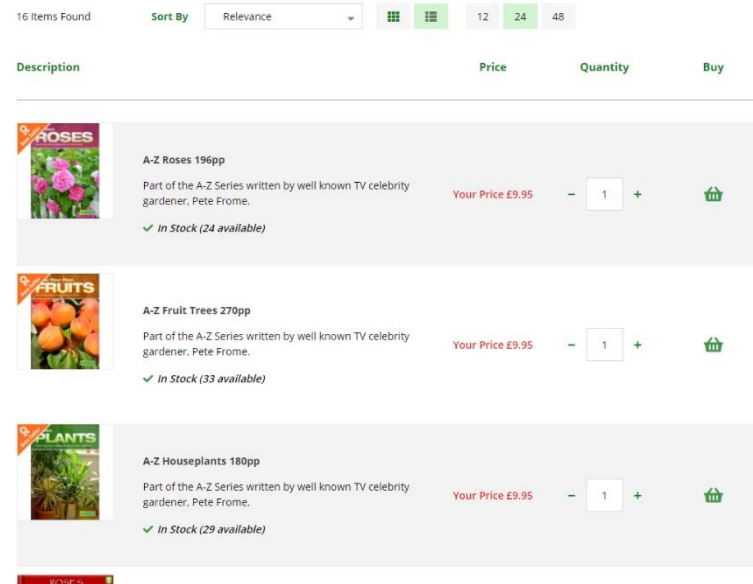 16 Items Found Sort By Relevance 12 24 48
Description Price Quantity Buy
ROSES
A-Z Roses 196pp
Part of the A-Z Series written by well known TV celebrity
gardener, Pete Frome.
Your Price £9.95 − 1 +
In Stock (24 available)
FRUITS
A-Z Fruit Trees 270pp
Part of the A-Z Series written by well known TV celebrity
gardener, Pete Frome.
Your Price £9.95 − 1 +
In Stock (33 available)
PLANTS
A-Z Houseplants 180pp
Part of the A-Z Series written by well known TV celebrity
gardener, Pete Frome.
Your Price £9.95 − 1 +
In Stock (29 available)
ROSES